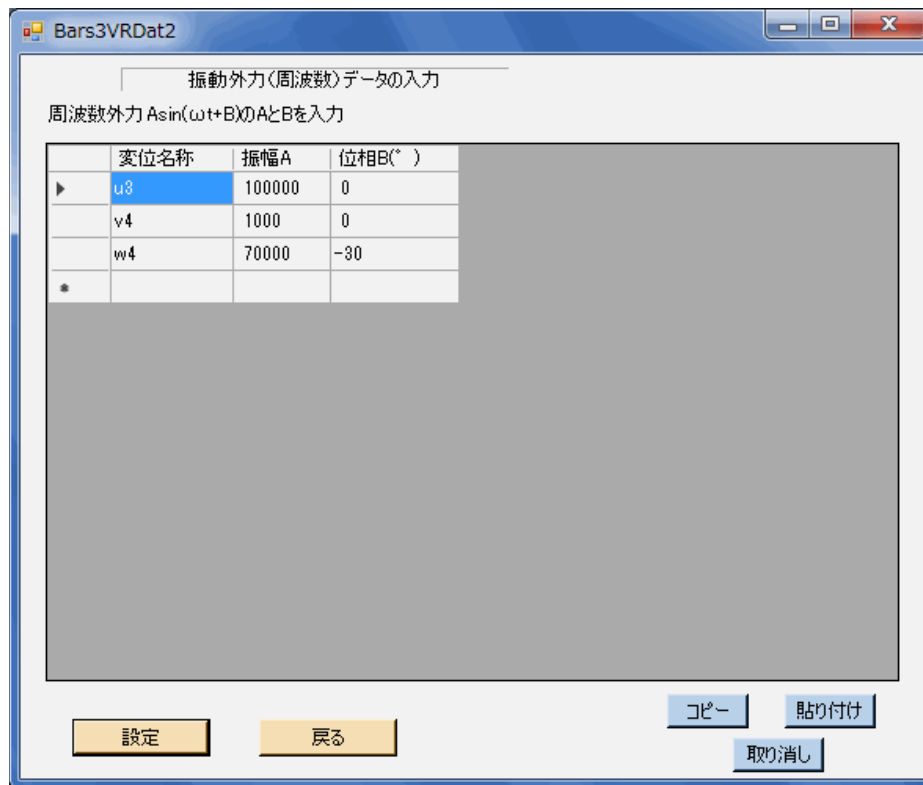 Bars3VRDat2
振動外力(周波数)データの入力
周波数外力 Asin(ωt+B)のAとBを入力
変位名称 振幅A 位相B(°)
u3 100000 0
v4 1000 0
w4 70000 -30
コピー 貼り付け
設定 戻る
取り消し